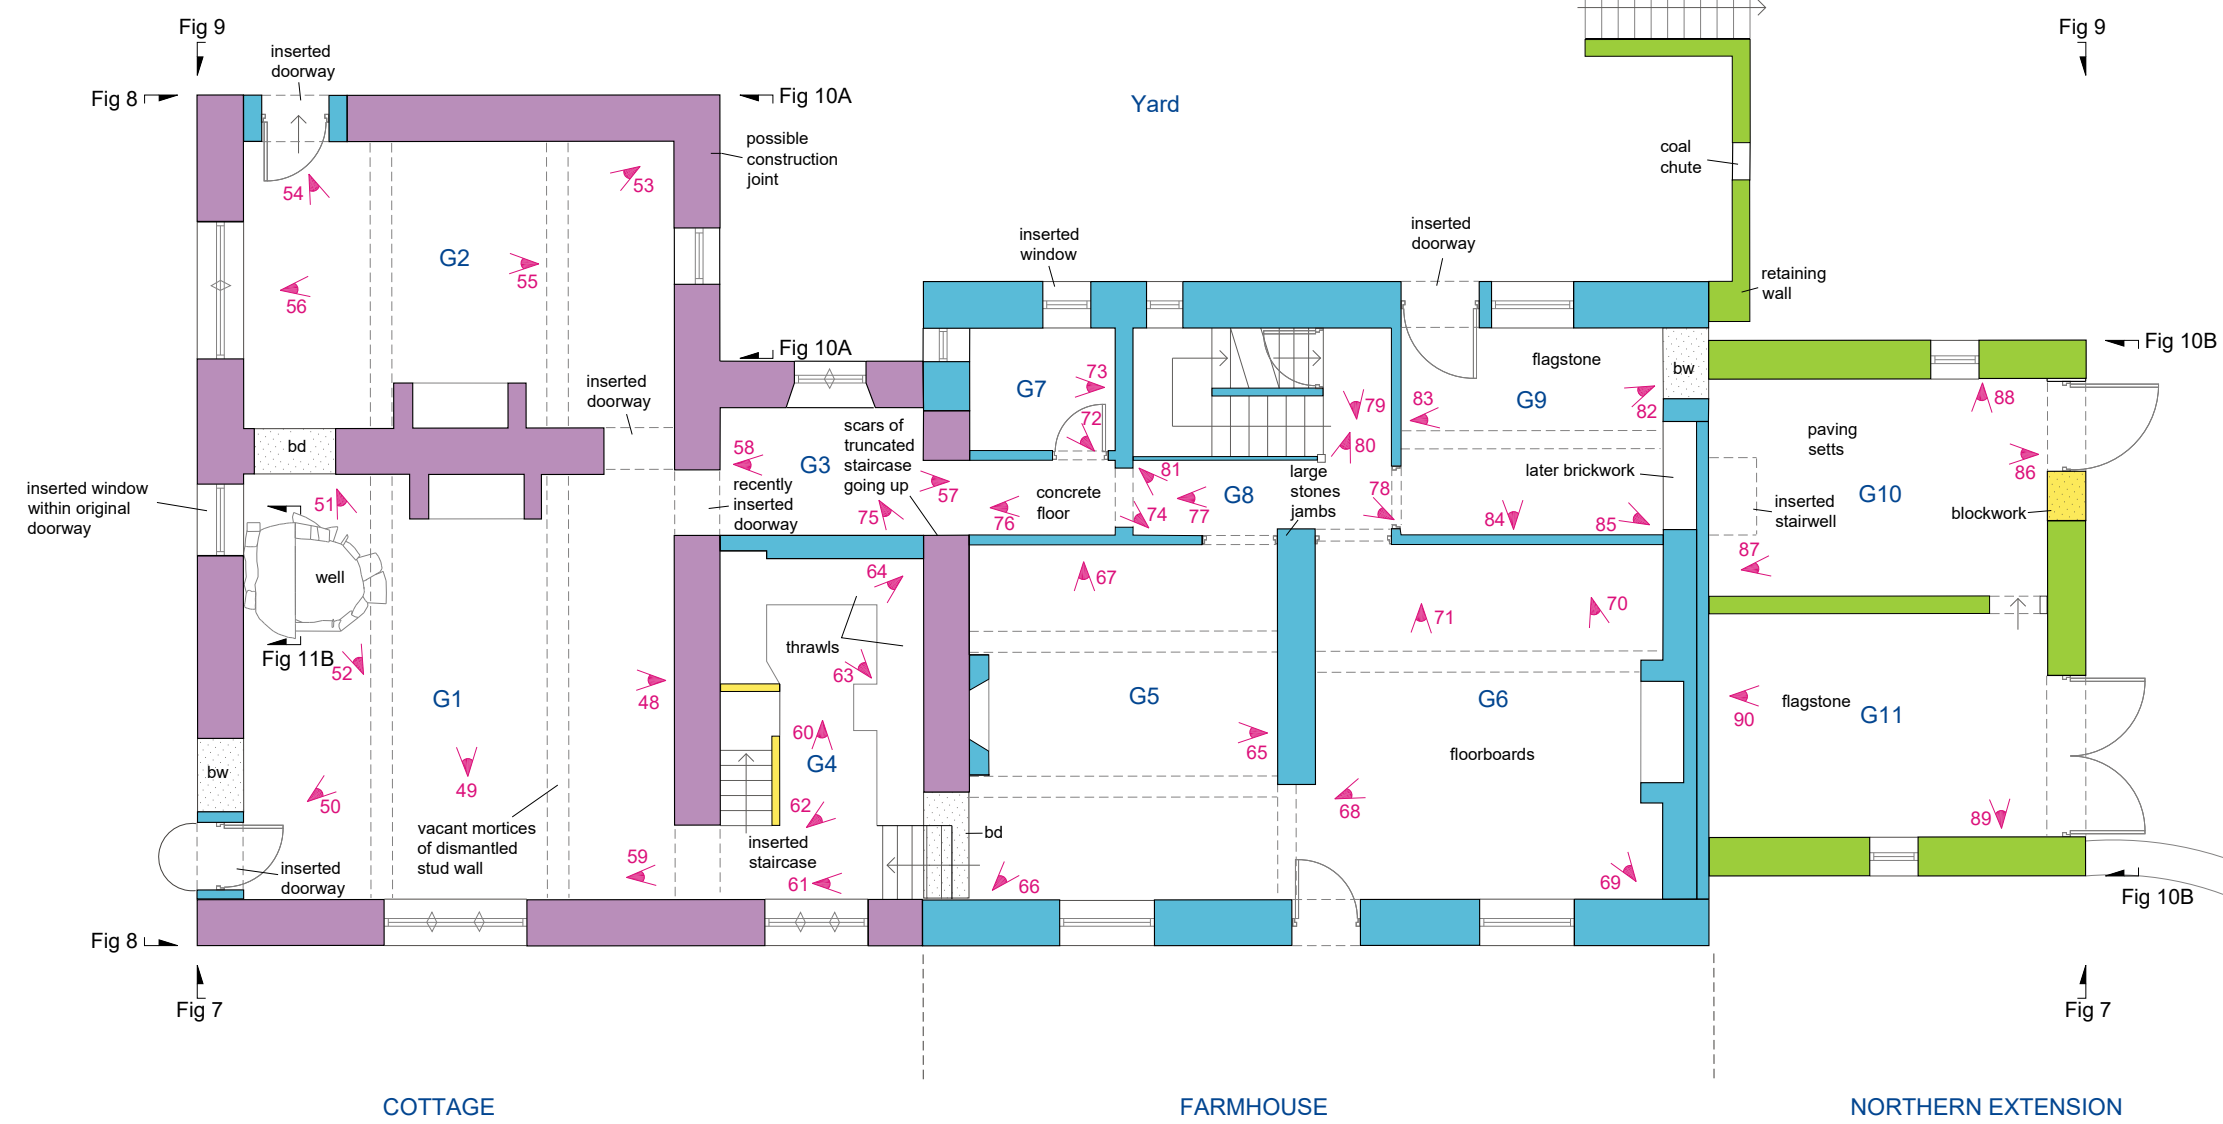 Fig 9
Fig 9
inserted
doorway
Fig 8
Fig 10A
Yard
possible
construction
joint
coal
chute
54
53
inserted
window
inserted
doorway
G2
55
56
retaining
wall
Fig 10A
Fig 10B
inserted
doorway
flagstone
bw
G7
73
72
79
80
83
G9
82
88
bd
58
G3
scars of
truncated
staircase
going up
recently
inserted
doorway
57
75
76
concrete
floor
81
74
77
G8
large
stones
jambs
78
later brickwork
84
85
paving
setts
86
G10
inserted
stairwell
blockwork
87
inserted window
within original
doorway
51
well
Fig 11B
52
64
thrawls
63
67
71
70
G1
48
60
G4
G5
65
G6
floorboards
90
flagstone
G11
bw
50
49
62
68
89
vacant mortices
of dismantled
stud wall
inserted
doorway
59
inserted
staircase
61
bd
66
69
Fig 10B
Fig 8
Fig 7
Fig 7
COTTAGE
FARMHOUSE
NORTHERN EXTENSION